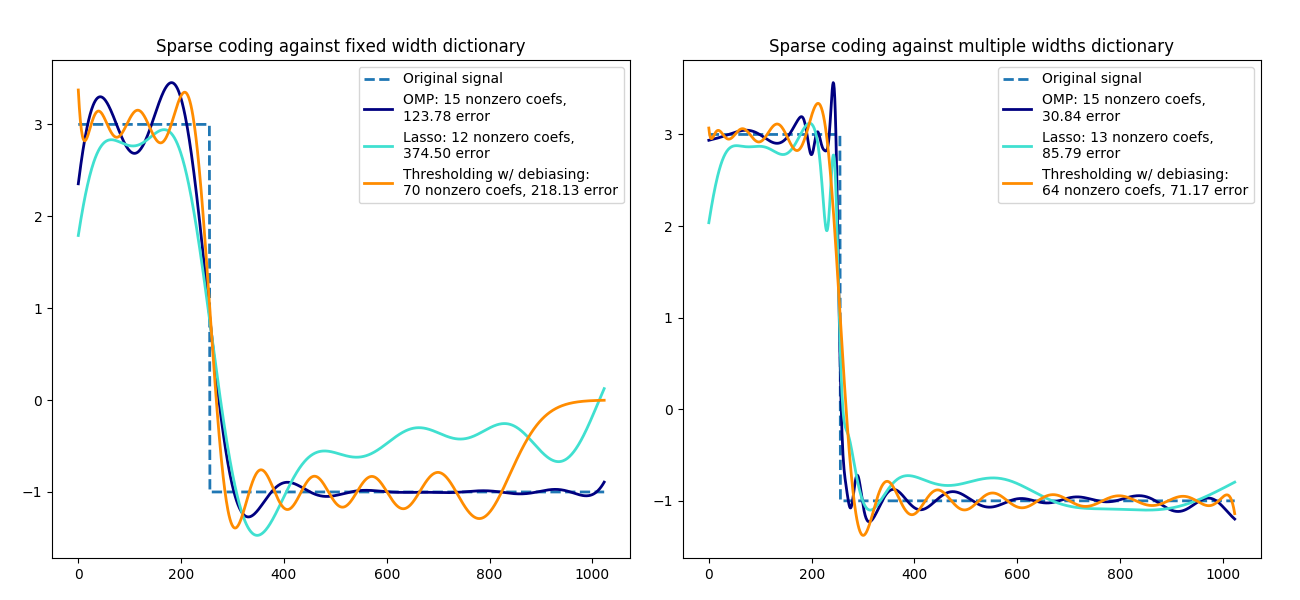 Sparse coding against fixed width dictionary
Original signal
OMP: 15 nonzero coefs,
123.78 error
Lasso: 12 nonzero coefs,
374.50 error
Thresholding w/ debiasing:
70 nonzero coefs, 218.13 error
3
2
1
0
−1
0
200
400
600
800
1000
Sparse coding against multiple widths dictionary
Original signal
OMP: 15 nonzero coefs,
30.84 error
Lasso: 13 nonzero coefs,
85.79 error
Thresholding w/ debiasing:
64 nonzero coefs, 71.17 error
3
2
1
0
−1
0
200
400
600
800
1000